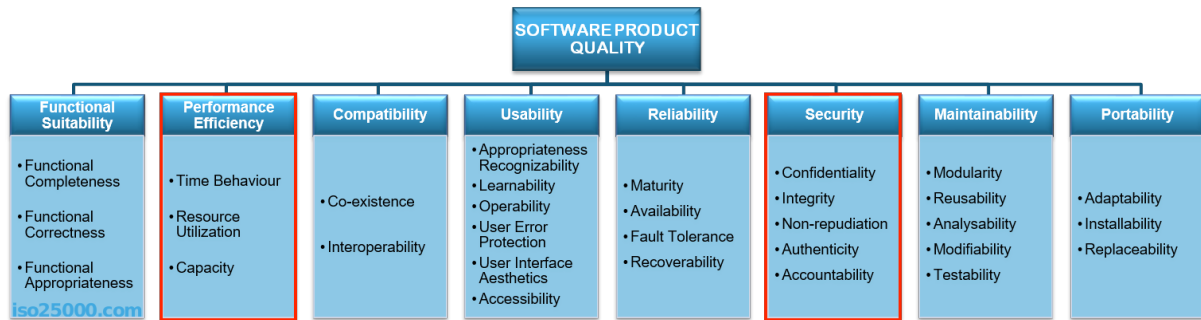 SOFTWARE PRODUCT
QUALITY
Functional
Suitability
• Functional
Completeness
• Functional
Correctness
• Functional
Appropriateness
Performance
Efficiency
• Time Behaviour
• Resource
Utilization
• Capacity
Compatibility
• Co-existence
• Interoperability
Usability
• Appropriateness
Recognizability
• Learnability
• Operability
• User Error
Protection
• User Interface
Aesthetics
• Accessibility
Reliability
• Maturity
• Availability
• Fault Tolerance
• Recoverability
Security
• Confidentiality
• Integrity
• Non-repudiation
• Authenticity
• Accountability
Maintainability
• Modularity
• Reusability
• Analysability
• Modifiability
• Testability
Portability
• Adaptability
• Installability
• Replaceability
iso25000.com